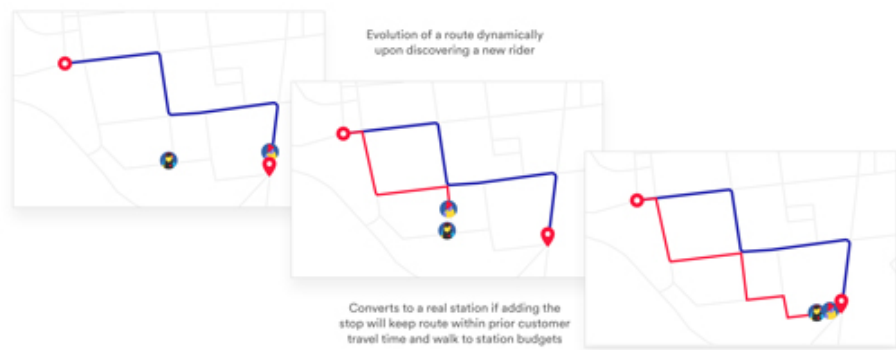 Evolution of a route dynamically
upon discovering a new rider
Converts to a real station if adding the
stop will keep route within prior customer
travel time and walk to station budgets